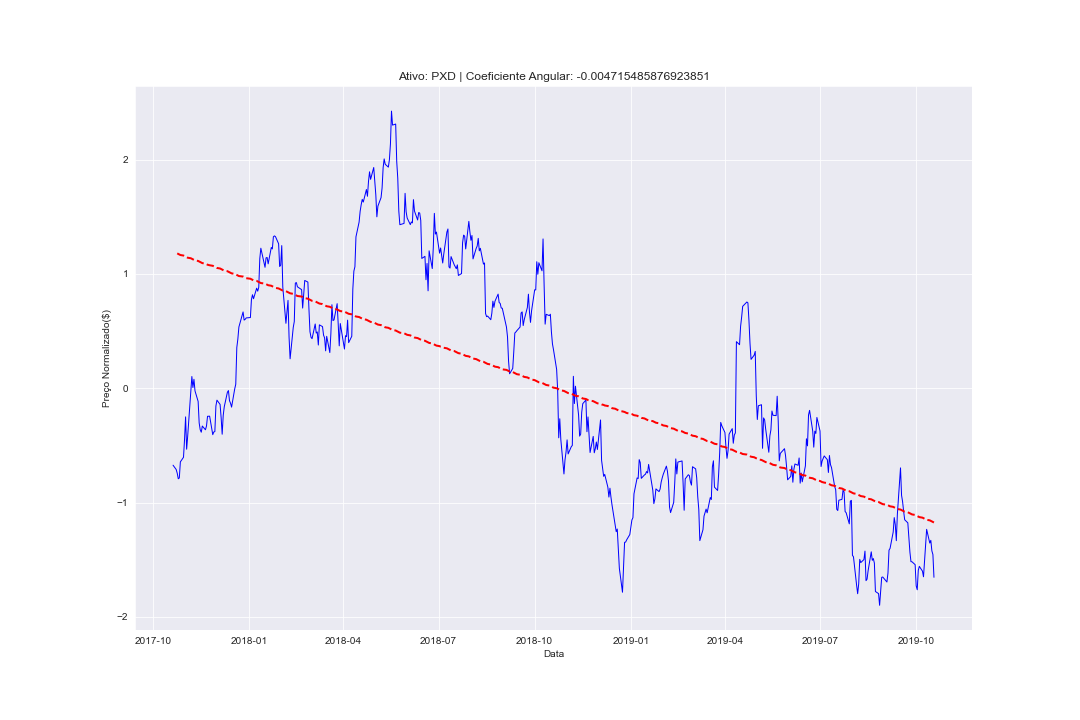 Ativo: PXD | Coeficiente Angular: -0.004715485876923851
Preço Normalizado($)
2
1
0
−1
−2
2017-10 2018-01 2018-04 2018-07 2018-10 2019-01 2019-04 2019-07 2019-10
Data